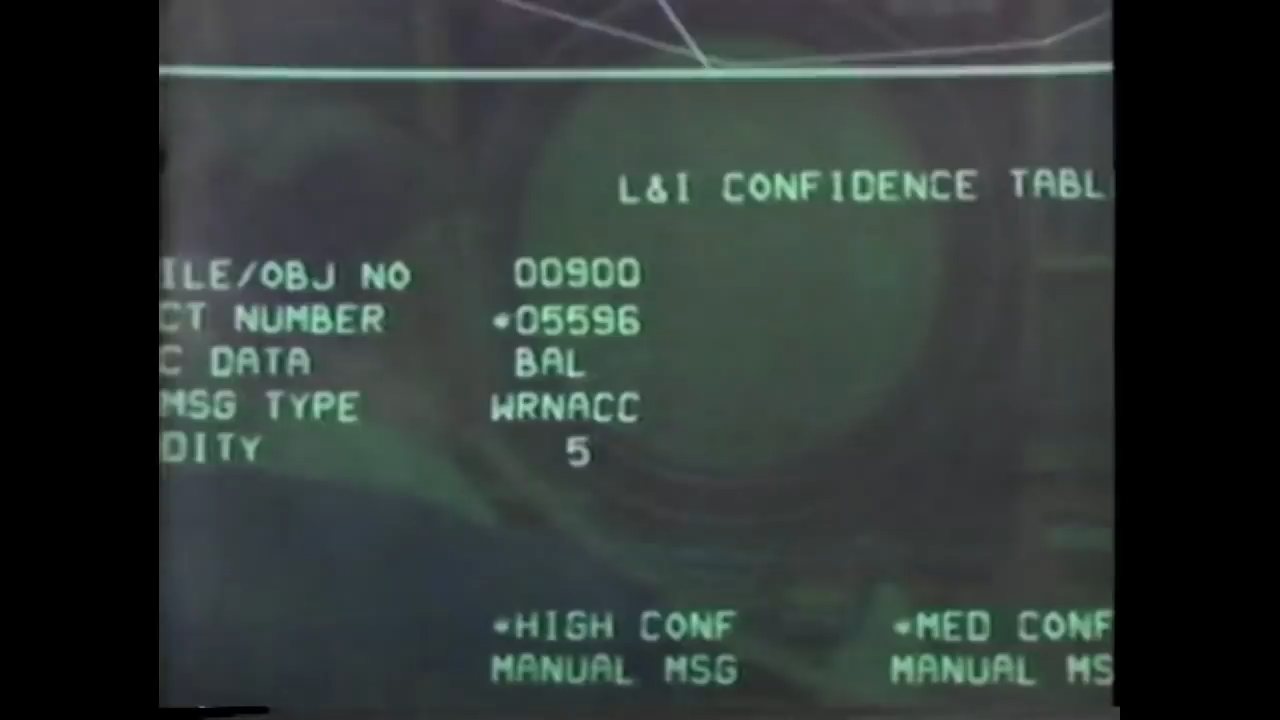 L&I CONFIDENCE TABL
ILE/OBJ NO 00900
CT NUMBER *05596
C DATA BAL
MSG TYPE WRNACC
DITY 5
*HIGH CONF *MED CONF
MANUAL MSG MANUAL MS